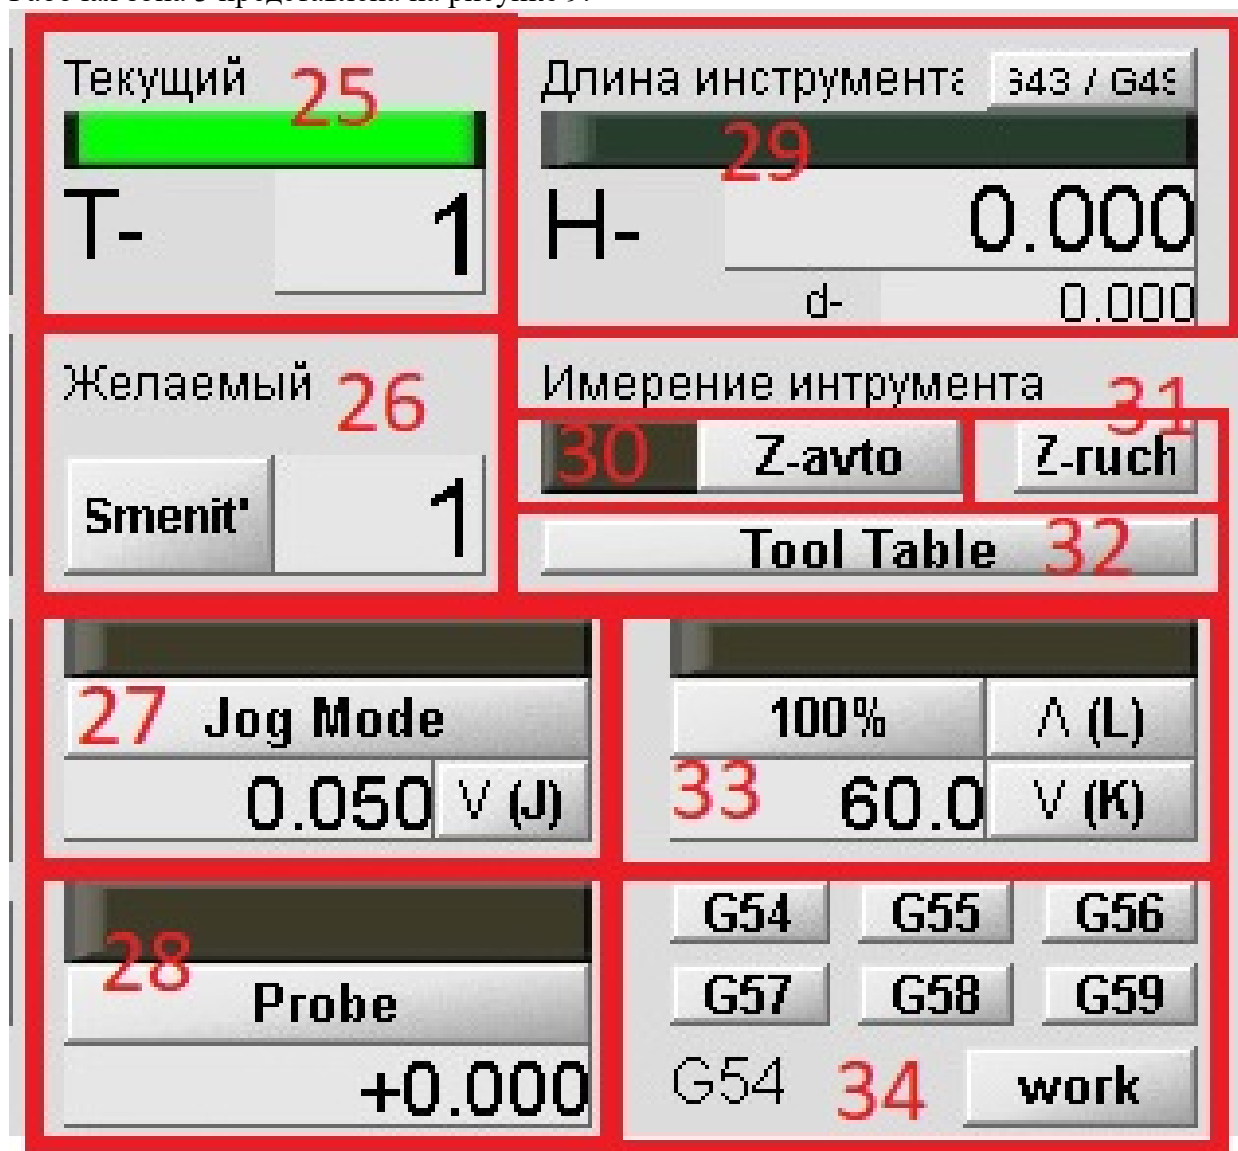 Текущий 25
Длина инструмента G43 / G49
29
T- 1
H- 0.000
d- 0.000
Желаемый 26
Smenit' 1
Имерение интрумента 31
30 Z-avto Z-ruch
Tool Table 32
27 Jog Mode
0.050 V (J)
100% Λ (L)
33 60.0 V (K)
28
Probe
+0.000
G54 G55 G56
G57 G58 G59
G54 34 work